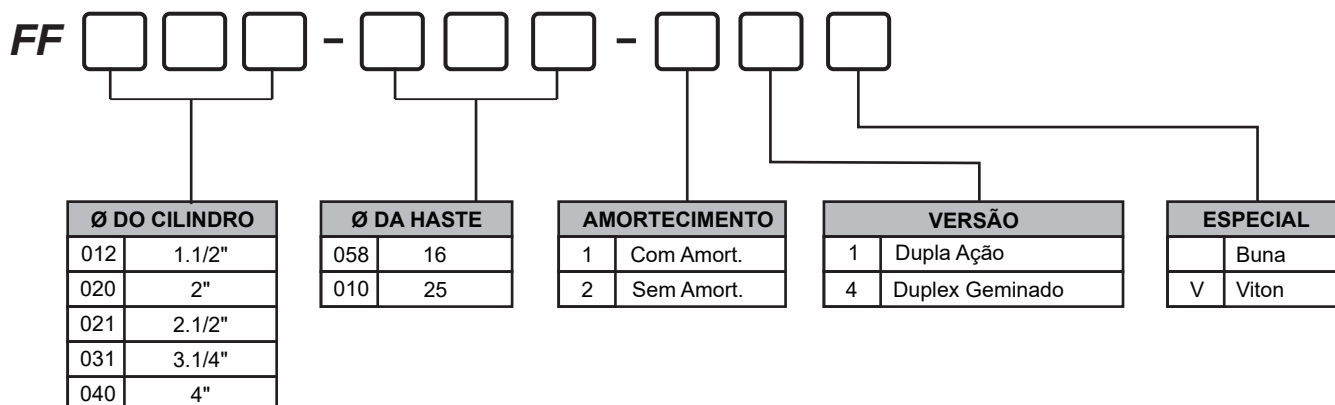 FF - -
Ø DO CILINDRO
012 1.1/2"
020 2"
021 2.1/2"
031 3.1/4"
040 4"
Ø DA HASTE
058 16
010 25
AMORTECIMENTO
1 Com Amort.
2 Sem Amort.
VERSÃO
1 Dupla Ação
4 Duplex Geminado
ESPECIAL
Buna
V Viton